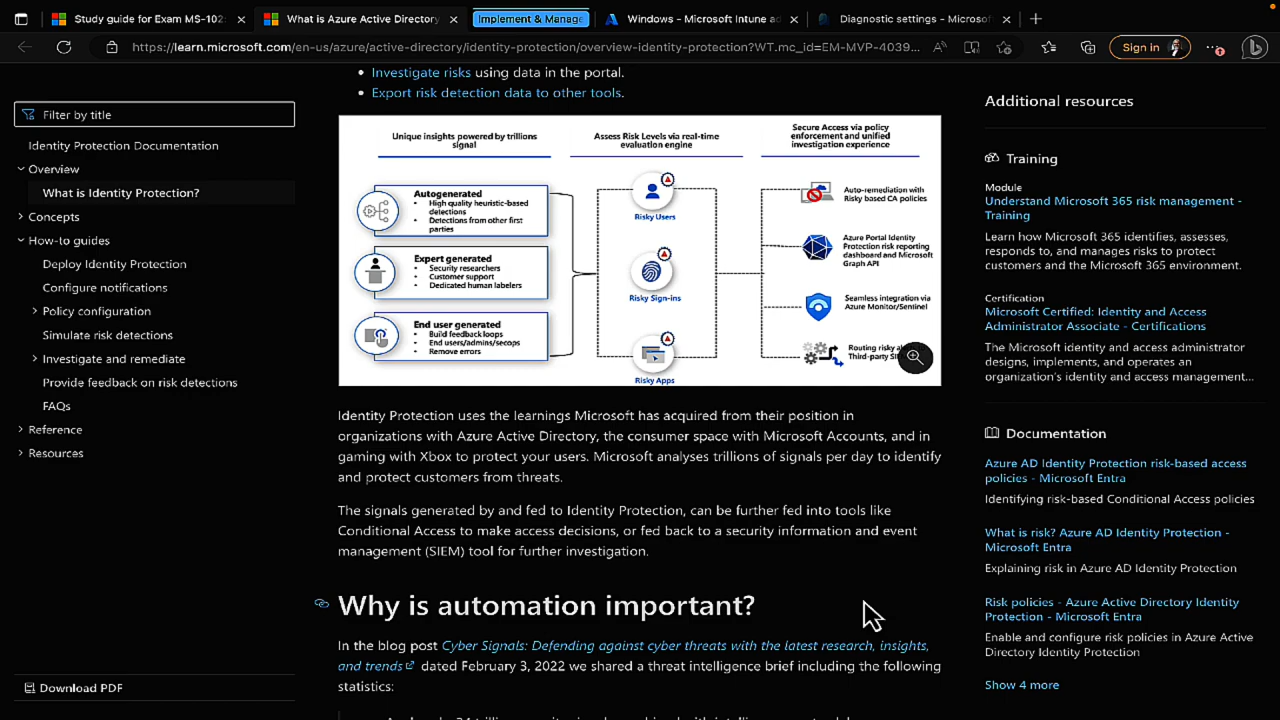 Study guide for Exam MS-102:
What is Azure Active Directory
Implement & Manage
Windows - Microsoft Intune ad
Diagnostic settings - Microsof
https://learn.microsoft.com/en-us/azure/active-directory/identity-protection/overview-identity-protection?WT.mc_id=EM-MVP-4039...
Sign in
Filter by title
Identity Protection Documentation
Overview
What is Identity Protection?
Concepts
How-to guides
Deploy Identity Protection
Configure notifications
Policy configuration
Simulate risk detections
Investigate and remediate
Provide feedback on risk detections
FAQs
Reference
Resources
Download PDF
• Investigate risks using data in the portal.
• Export risk detection data to other tools.
Unique insights powered by trillions
signal
Autogenerated
• High quality heuristic-based
detections
• Detections from other first
parties
Expert generated
• Security researchers
• Customer support
• Dedicated human labelers
End user generated
• Build feedback loops
• End users/admins/secops
• Remove errors
Assess Risk Levels via real-time
evaluation engine
Risky Users
Risky Sign-ins
Risky Apps
Secure Access via policy
enforcement and unified
investigation experience
Auto-remediation with
Risky based CA policies
Azure Portal Identity
Protection risk reporting
dashboard and Microsoft
Graph API
Seamless integration via
Azure Monitor/Sentinel
Routing risky
Third-party
Identity Protection uses the learnings Microsoft has acquired from their position in
organizations with Azure Active Directory, the consumer space with Microsoft Accounts, and in
gaming with Xbox to protect your users. Microsoft analyses trillions of signals per day to identify
and protect customers from threats.
The signals generated by and fed to Identity Protection, can be further fed into tools like
Conditional Access to make access decisions, or fed back to a security information and event
management (SIEM) tool for further investigation.
Why is automation important?
In the blog post Cyber Signals: Defending against cyber threats with the latest research, insights,
and trends dated February 3, 2022 we shared a threat intelligence brief including the following
statistics:
Additional resources
Training
Module
Understand Microsoft 365 risk management -
Training
Learn how Microsoft 365 identifies, assesses,
responds to, and manages risks to protect
customers and the Microsoft 365 environment.
Certification
Microsoft Certified: Identity and Access
Administrator Associate - Certifications
The Microsoft identity and access administrator
designs, implements, and operates an
organization's identity and access management...
Documentation
Azure AD Identity Protection risk-based access
policies - Microsoft Entra
Identifying risk-based Conditional Access policies
What is risk? Azure AD Identity Protection -
Microsoft Entra
Explaining risk in Azure AD Identity Protection
Risk policies - Azure Active Directory Identity
Protection - Microsoft Entra
Enable and configure risk policies in Azure Active
Directory Identity Protection
Show 4 more